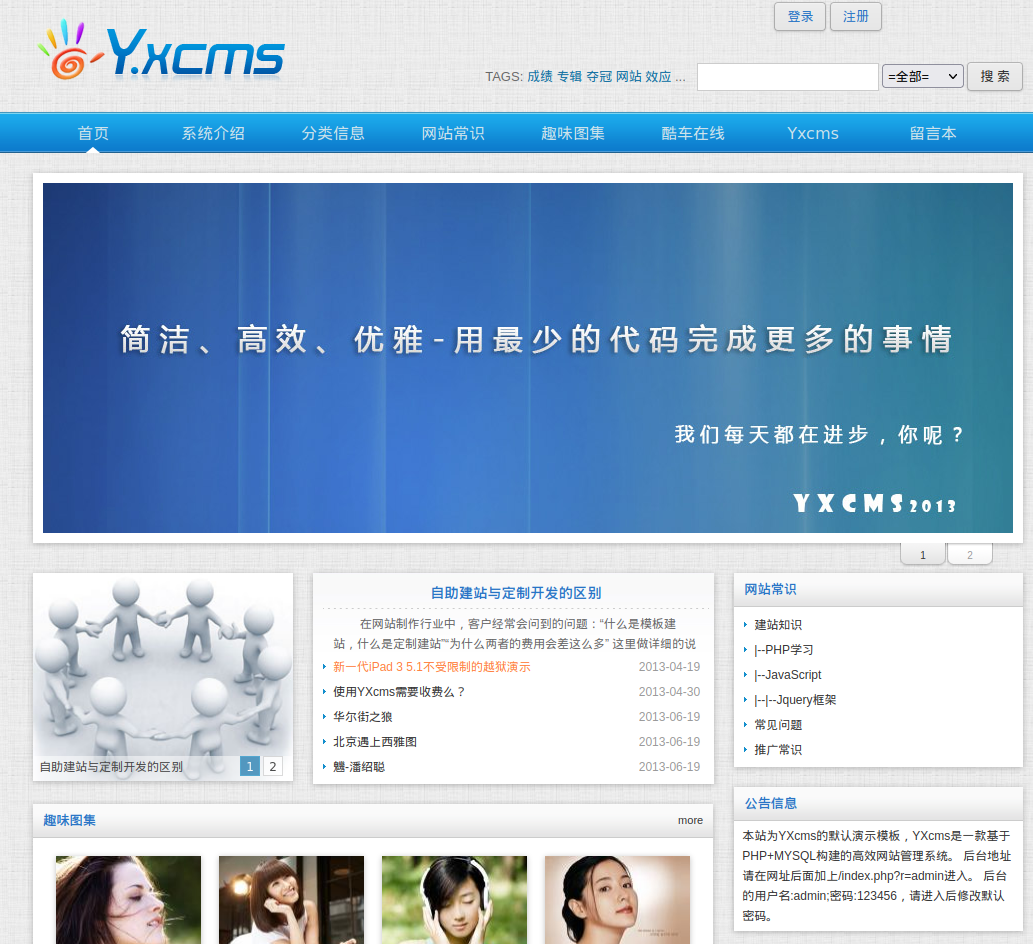 登录 注册
Y.xcms
TAGS: 成绩 专辑 夺冠 网站 效应 ... =全部= 搜 索
首页 系统介绍 分类信息 网站常识 趣味图集 酷车在线 Yxcms 留言本
简洁、高效、优雅-用最少的代码完成更多的事情
我们每天都在进步，你呢？
YXCMS2013
1 2
自助建站与定制开发的区别
1 2
自助建站与定制开发的区别
在网站制作行业中，客户经常会问到的问题：“什么是模板建
站，什么是定制建站”“为什么两者的费用会差这么多” 这里做详细的说
新一代iPad 3 5.1不受限制的越狱演示 2013-04-19
使用YXcms需要收费么？ 2013-04-30
华尔街之狼 2013-06-19
北京遇上西雅图 2013-06-19
魕-潘绍聪 2013-06-19
网站常识
建站知识
|--PHP学习
|--JavaScript
|--|--Jquery框架
常见问题
推广常识
趣味图集 more
公告信息
本站为YXcms的默认演示模板，YXcms是一款基于
PHP+MYSQL构建的高效网站管理系统。 后台地址
请在网址后面加上/index.php?r=admin进入。 后台
的用户名:admin;密码:123456，请进入后修改默认
密码。